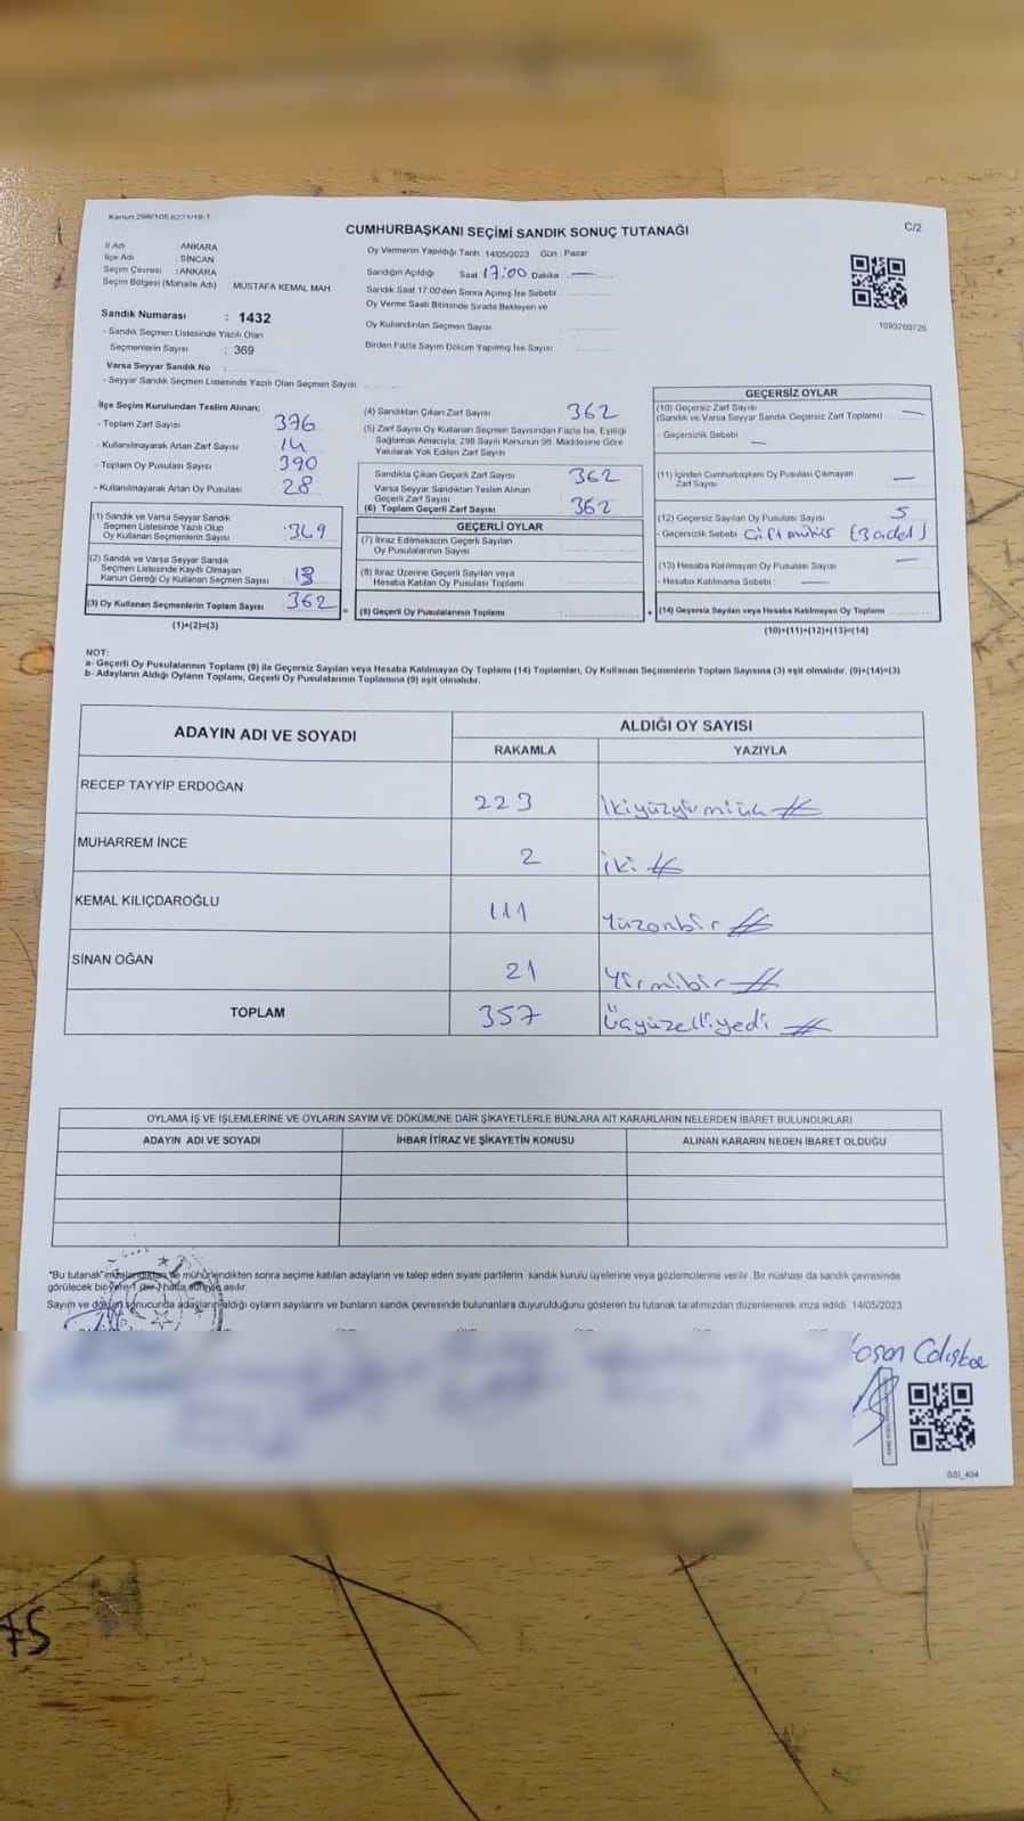 Kanun 298/105,6271/19-1
CUMHURBAŞKANI SEÇİMİ SANDIK SONUÇ TUTANAĞI
C/2
İl Adı ANKARA
İlçe Adı : SİNCAN
Seçim Çevresi : ANKARA
Seçim Bölgesi (Mahalle Adı) MUSTAFA KEMAL MAH.
Sandık Numarası : 1432
- Sandık Seçmen Listesinde Yazılı Olan
Seçmenlerin Sayısı : 369
Varsa Seyyar Sandık No :
- Seyyar Sandık Seçmen Listesinde Yazılı Olan Seçmen Sayısı
Oy Vermenin Yapıldığı Tarih: 14/05/2023 Gün : Pazar
Sandığın Açıldığı Saat 17:00 Dakika —
Sandık Saat 17:00'den Sonra Açılmış İse Sebebi
Oy Verme Saati Bitiminde Sırada Bekleyen ve
Oy Kullandırılan Seçmen Sayısı
Birden Fazla Sayım Döküm Yapılmış İse Sayısı
1093260726
İlçe Seçim Kurulundan Teslim Alınan:
- Toplam Zarf Sayısı 376
- Kullanılmayarak Artan Zarf Sayısı 14
- Toplam Oy Pusulası Sayısı 390
- Kullanılmayarak Artan Oy Pusulası 28
(1) Sandık ve Varsa Seyyar Sandık
Seçmen Listesinde Yazılı Olup
Oy Kullanan Seçmenlerin Sayısı 349
(2) Sandık ve Varsa Seyyar Sandık
Seçmen Listesinde Kayıtlı Olmayan
Kanun Gereği Oy Kullanan Seçmen Sayısı 13
(3) Oy Kullanan Seçmenlerin Toplam Sayısı 362
(1)+(2)=(3)
(4) Sandıktan Çıkan Zarf Sayısı 362
(5) Zarf Sayısı Oy Kullanan Seçmen Sayısından Fazla İse, Eşitliği
Sağlamak Amacıyla, 298 Sayılı Kanunun 98. Maddesine Göre
Yakılarak Yok Edilen Zarf Sayısı
Sandıkta Çıkan Geçerli Zarf Sayısı 362
Varsa Seyyar Sandıktan Teslim Alınan
Geçerli Zarf Sayısı
(6) Toplam Geçerli Zarf Sayısı 362
GEÇERLİ OYLAR
(7) İtiraz Edilmeksizin Geçerli Sayılan
Oy Pusulalarının Sayısı
(8) İtiraz Üzerine Geçerli Sayılan veya
Hesaba Katılan Oy Pusulası Toplamı
(9) Geçerli Oy Pusulalarının Toplamı
GEÇERSİZ OYLAR
(10) Geçersiz Zarf Sayısı —
(Sandık ve Varsa Seyyar Sandık Geçersiz Zarf Toplamı)
- Geçersizlik Sebebi —
(11) İçinden Cumhurbaşkanı Oy Pusulası Çıkmayan
Zarf Sayısı —
(12) Geçersiz Sayılan Oy Pusulası Sayısı 5
- Geçersizlik Sebebi Çift mühür (3 adet)
(13) Hesaba Katılmayan Oy Pusulası Sayısı —
- Hesaba Katılmama Sebebi —
(14) Geçersiz Sayılan veya Hesaba Katılmayan Oy Toplamı
(10)+(11)+(12)+(13)=(14)
NOT:
a- Geçerli Oy Pusulalarının Toplamı (9) ile Geçersiz Sayılan veya Hesaba Katılmayan Oy Toplamı (14) Toplamları, Oy Kullanan Seçmenlerin Toplam Sayısına (3) eşit olmalıdır. (9)+(14)=(3)
b- Adayların Aldığı Oyların Toplamı, Geçerli Oy Pusulalarının Toplamına (9) eşit olmalıdır.
ADAYIN ADI VE SOYADI ALDIĞI OY SAYISI
RAKAMLA YAZIYLA
RECEP TAYYİP ERDOĞAN 223 İkiyüzyirmiüç
MUHARREM İNCE 2 İki
KEMAL KILIÇDAROĞLU 111 Yüzonbir
SİNAN OĞAN 21 Yirmibir
TOPLAM 357 Üçyüzelliyedi
OYLAMA İŞ VE İŞLEMLERİNE VE OYLARIN SAYIM VE DÖKÜMÜNE DAİR ŞİKAYETLERLE BUNLARA AİT KARARLARIN NELERDEN İBARET BULUNDUKLARI
ADAYIN ADI VE SOYADI İHBAR İTİRAZ VE ŞİKAYETİN KONUSU ALINAN KARARIN NEDEN İBARET OLDUĞU
"Bu tutanak" mühürlendikten sonra seçime katılan adayların ve talep eden siyasi partilerin sandık kurulu üyelerine veya gözlemcilerine verilir. Bir nüshası da sandık çevresinde
görülecek bir yere asılır.
Sayım ve döküm sonucunda adayların aldığı oyların sayılarını ve bunların sandık çevresinde bulunanlara duyurulduğunu gösteren bu tutanak tarafımızdan düzenlenerek imza edildi. 14/05/2023
75